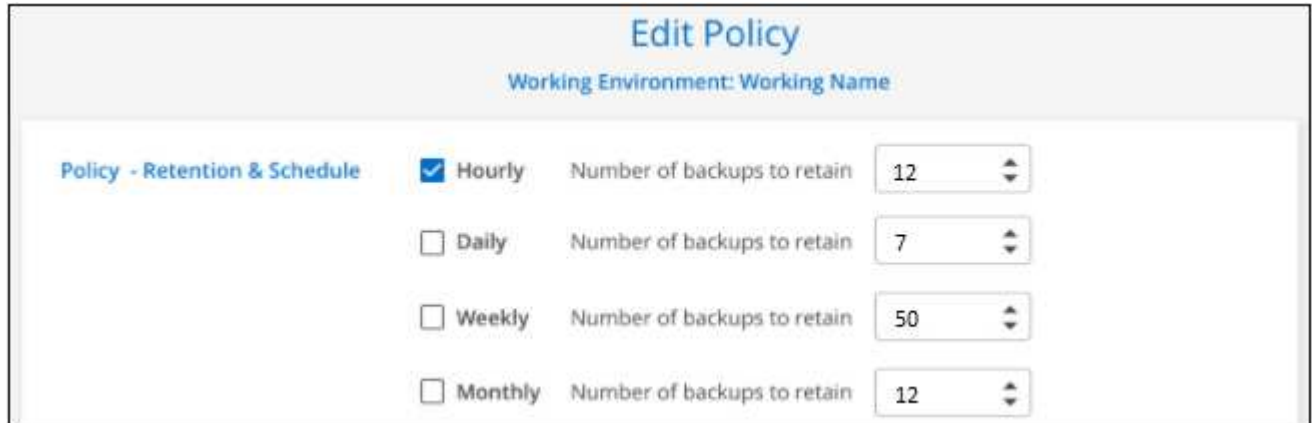 Edit Policy
Working Environment: Working Name
Policy - Retention & Schedule Hourly Number of backups to retain 12
Daily Number of backups to retain 7
Weekly Number of backups to retain 50
Monthly Number of backups to retain 12